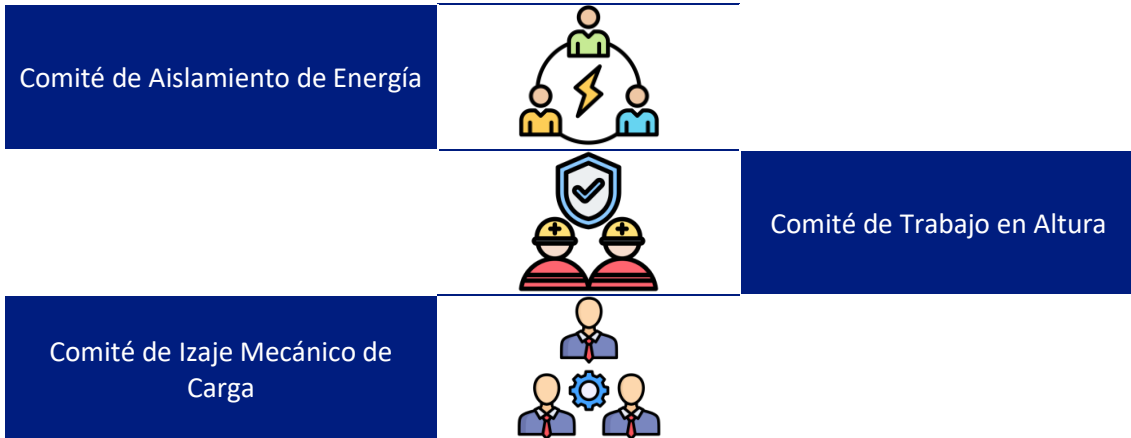 Comité de Aislamiento de Energía
Comité de Trabajo en Altura
Comité de Izaje Mecánico de
Carga